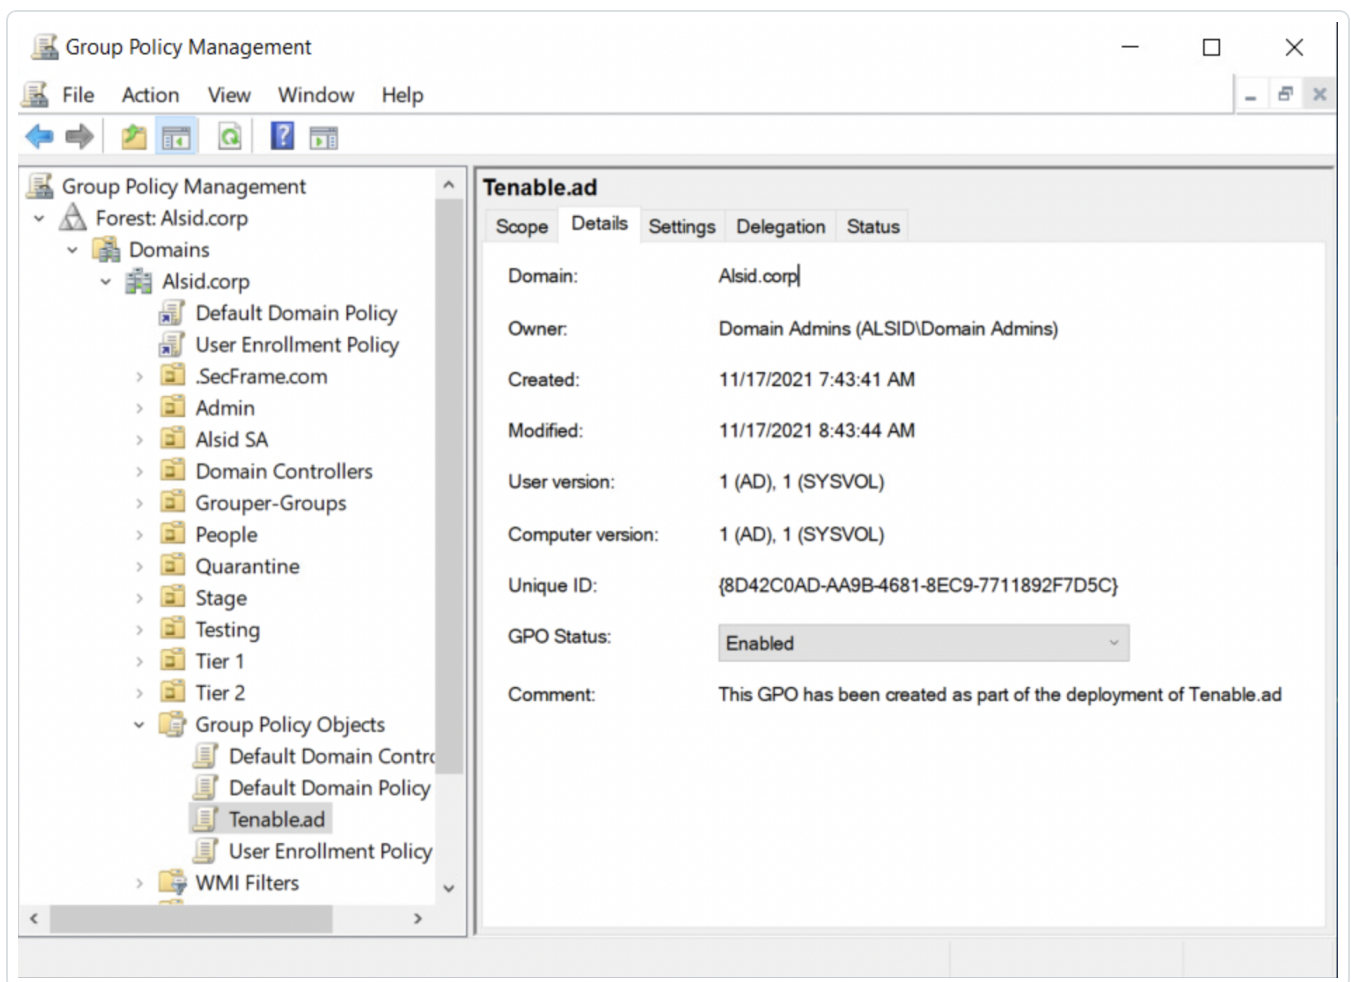 Group Policy Management
File Action View Window Help
Group Policy Management
Forest: Alsid.corp
Domains
Alsid.corp
Default Domain Policy
User Enrollment Policy
.SecFrame.com
Admin
Alsid SA
Domain Controllers
Grouper-Groups
People
Quarantine
Stage
Testing
Tier 1
Tier 2
Group Policy Objects
Default Domain Contro
Default Domain Policy
Tenable.ad
User Enrollment Policy
WMI Filters
Tenable.ad
Scope Details Settings Delegation Status
Domain: Alsid.corp
Owner: Domain Admins (ALSID\Domain Admins)
Created: 11/17/2021 7:43:41 AM
Modified: 11/17/2021 8:43:44 AM
User version: 1 (AD), 1 (SYSVOL)
Computer version: 1 (AD), 1 (SYSVOL)
Unique ID: {8D42C0AD-AA9B-4681-8EC9-7711892F7D5C}
GPO Status: Enabled
Comment: This GPO has been created as part of the deployment of Tenable.ad